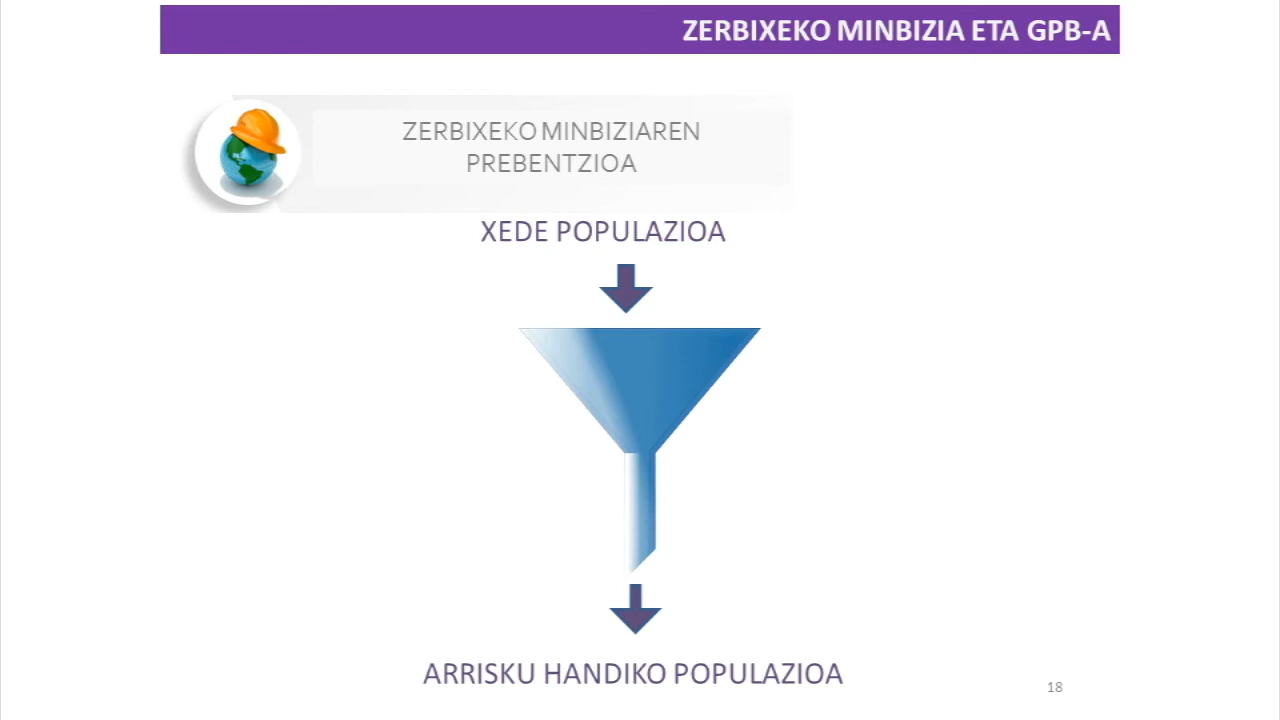 ZERBIXEKO MINBIZIA ETA GPB-A
ZERBIXEKO MINBIZIAREN
PREBENTZIOA
XEDE POPULAZIOA
ARRISKU HANDIKO POPULAZIOA
18